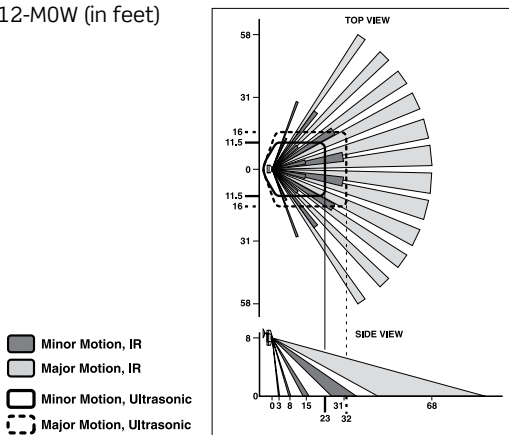 12-M0W (in feet)
TOP VIEW
58
31
16
11.5
0
11.5
16
31
58
SIDE VIEW
8
0
0 3 8 15 31 68
23 32
Minor Motion, IR
Major Motion, IR
Minor Motion, Ultrasonic
Major Motion, Ultrasonic